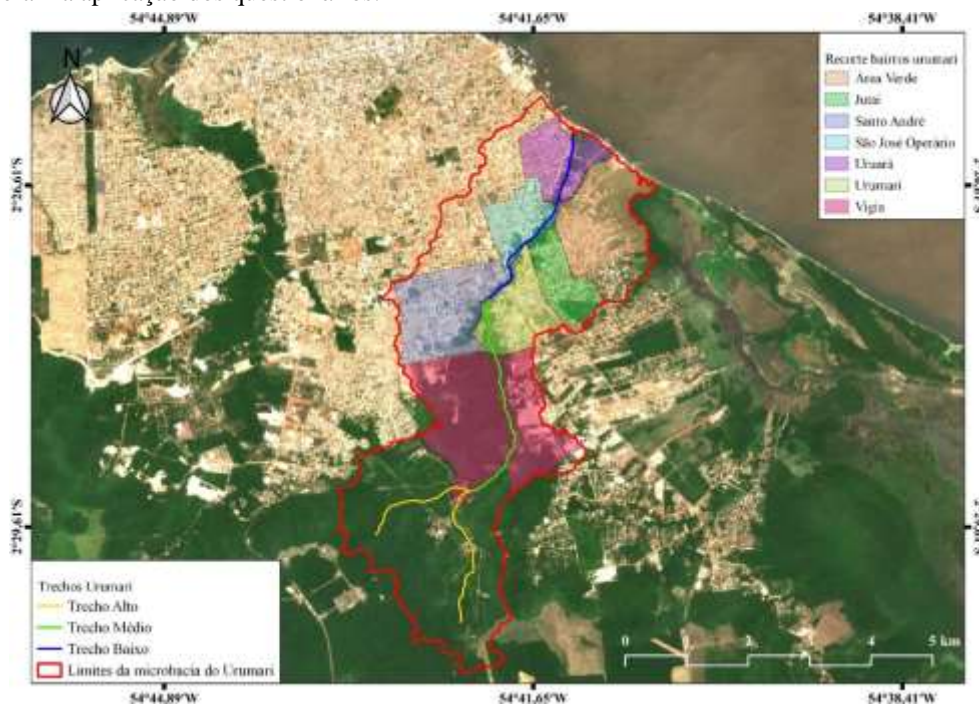 54°44,89'W 54°41,65'W 54°38,41'W
N
Recorte bairros urumari
Área Verde
Jutaí
Santo André
São José Operário
Uruará
Urumari
Vigia
2°26,61'S
2°29,61'S
Trechos Urumari
Trecho Alto
Trecho Médio
Trecho Baixo
Limites da microbacia do Urumari
0 1 4 5 km
54°44,89'W 54°41,65'W 54°38,41'W